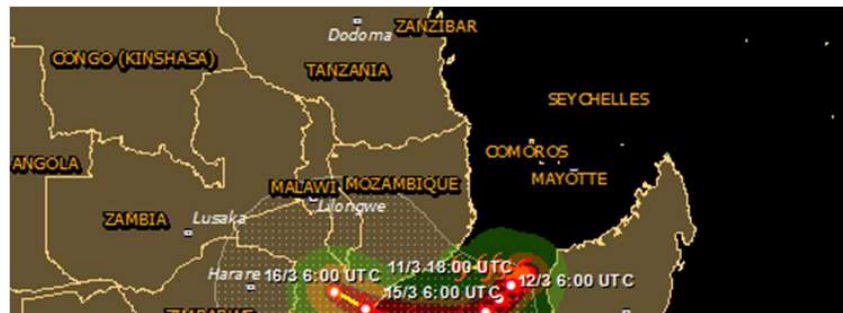 ZANZIBAR
Dodoma
CONGO (KINSHASA)
TANZANIA
SEYCHELLES
COMOROS
ANGOLA
MALAWI MOZAMBIQUE
MAYOTTE
Lilongwe
ZAMBIA Lusaka
11/3 18:00 UTC
Harare 16/3 6:00 UTC
12/3 6:00 UTC
15/3 6:00 UTC